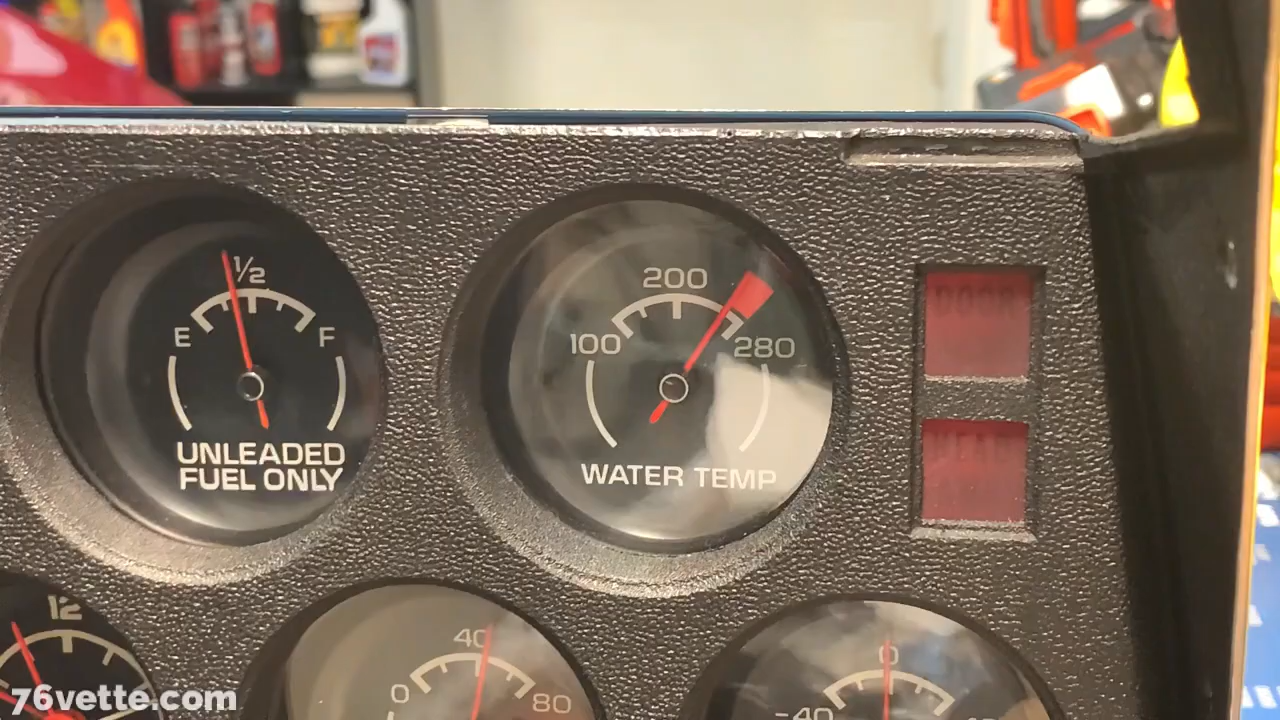 1/2
E
F
UNLEADED
FUEL ONLY
200
100
280
WATER TEMP
DOOR
12
0
40
80
-40
0
76vette.com